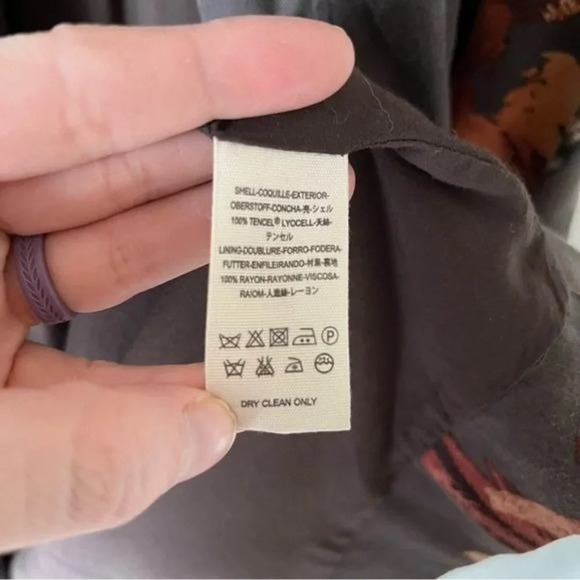 SHELL-COQUILLE-EXTERIOR-
OBERSTOFF-CONCHA-売-シェル
100% TENCEL® LYOCELL-天絲-
テンセル
LINING-DOUBLURE-FORRO-FODERA-
FUTTER-ENFILEIRANDO-村裏-裏地
100% RAYON-RAYONNE-VISCOSA-
RAIOM-人造絲-レーヨン
P
DRY CLEAN ONLY